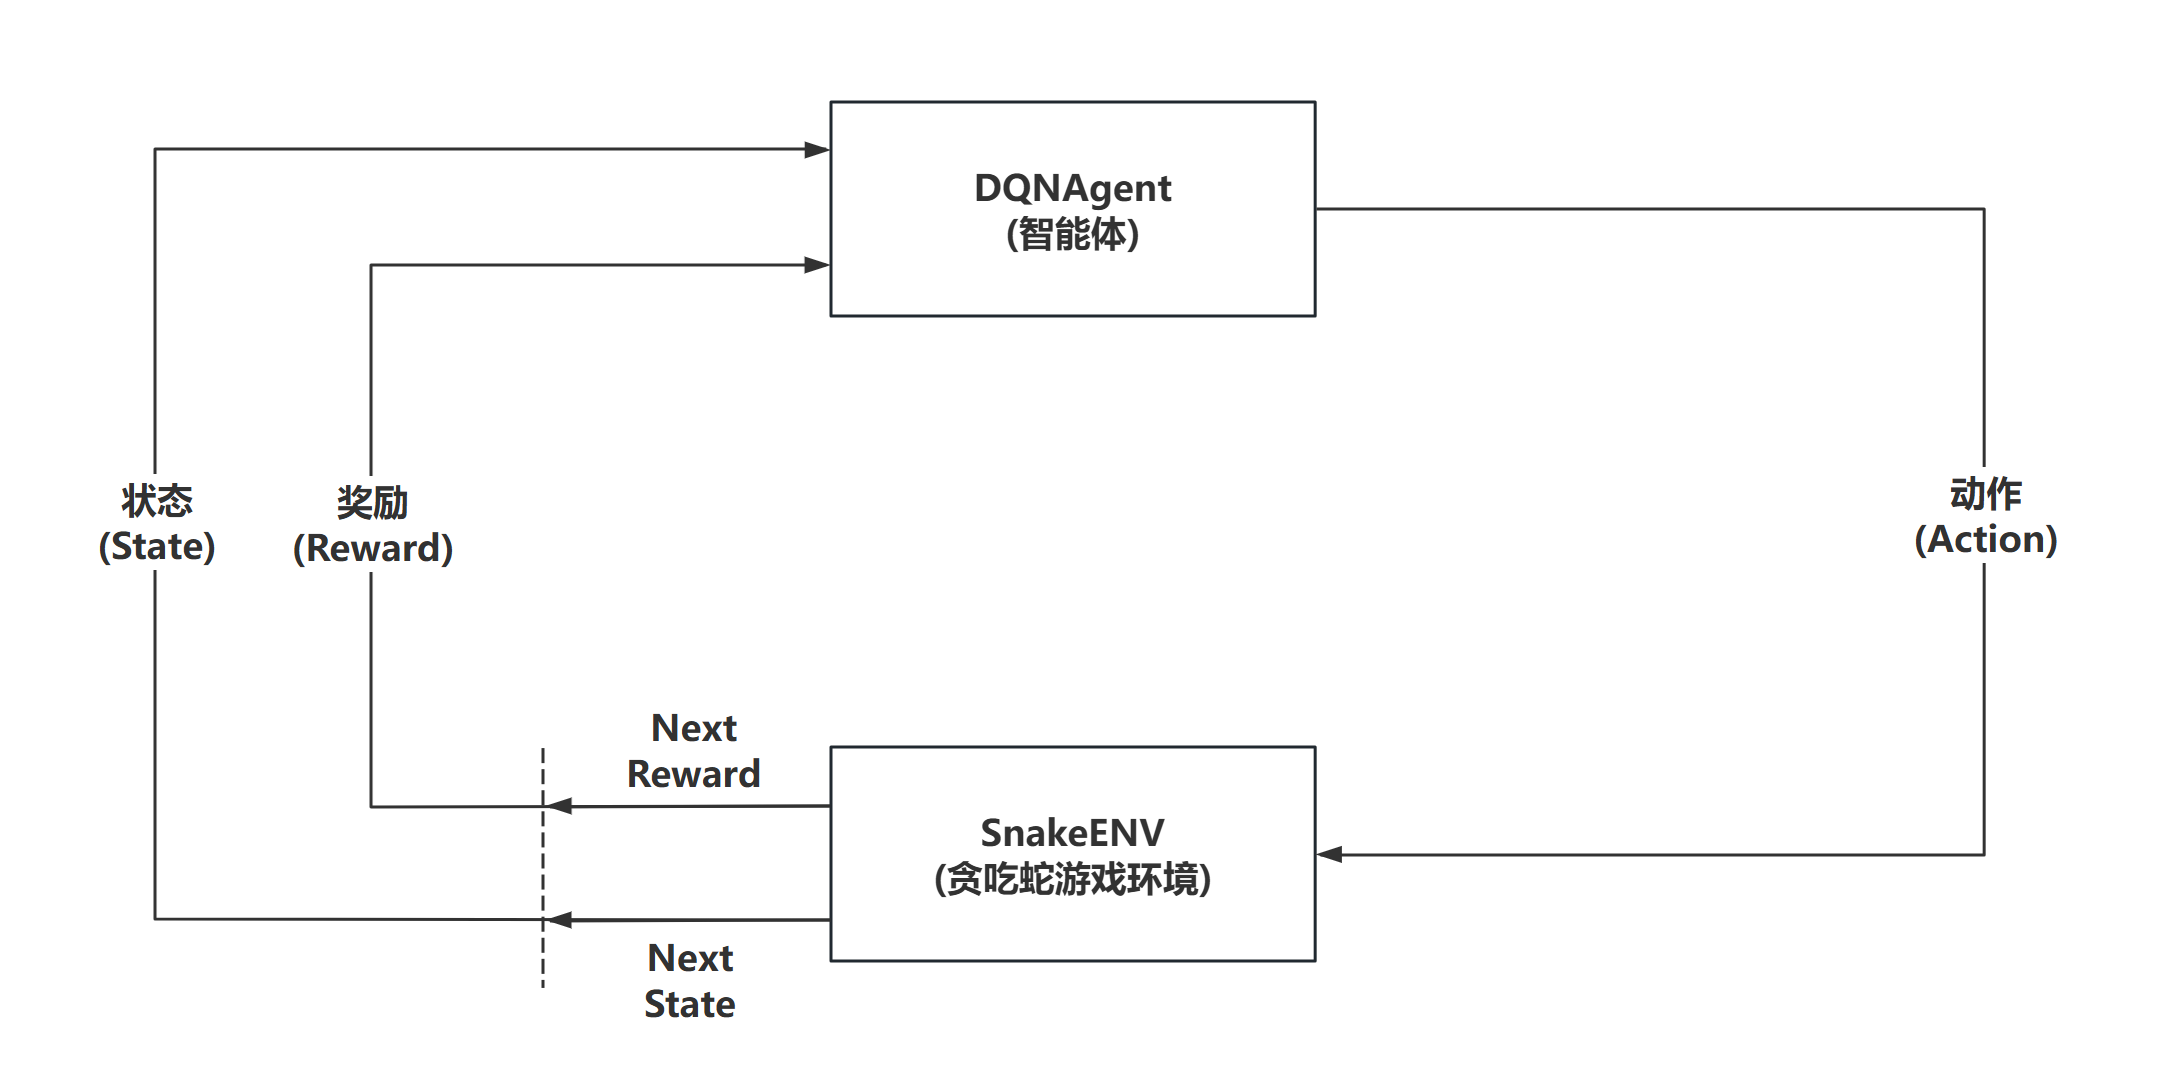 DQNAgent
(智能体)
状态
(State)
奖励
(Reward)
动作
(Action)
Next
Reward
SnakeENV
(贪吃蛇游戏环境)
Next
State